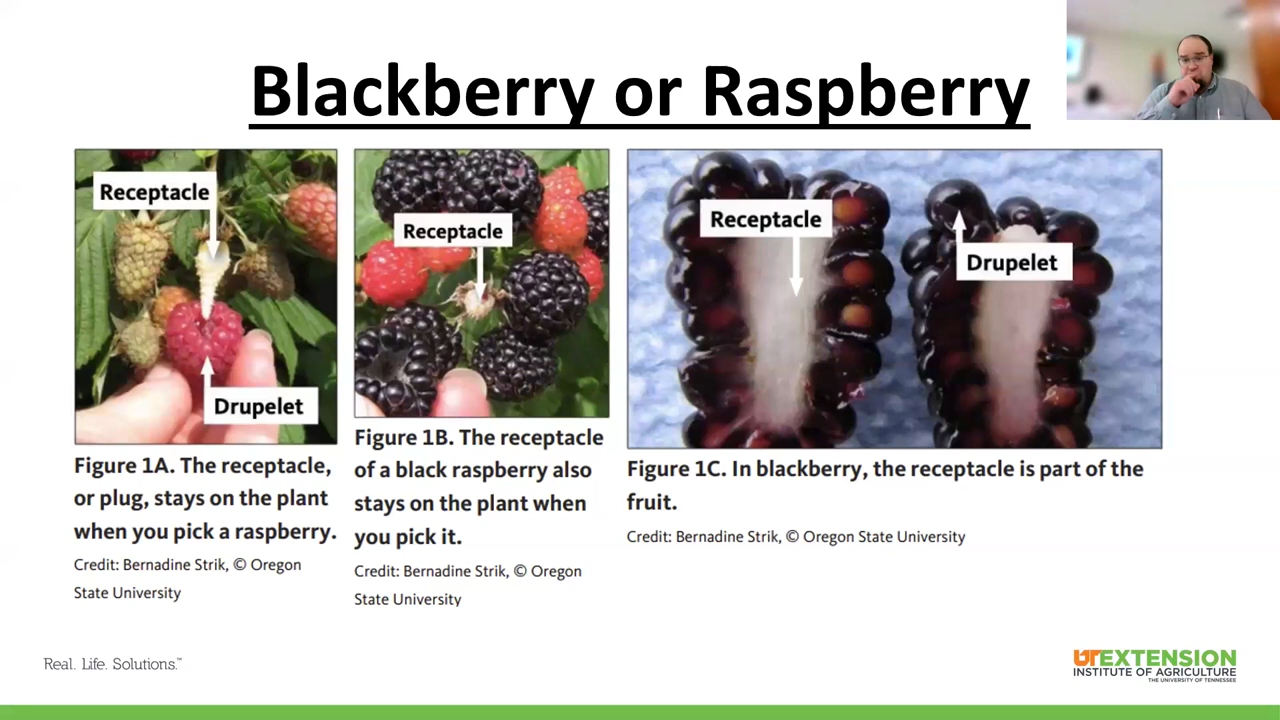 Blackberry or Raspberry
Receptacle
Drupelet
Figure 1A. The receptacle,
or plug, stays on the plant
when you pick a raspberry.
Credit: Bernadine Strik, © Oregon
State University
Receptacle
Figure 1B. The receptacle
of a black raspberry also
stays on the plant when
you pick it.
Credit: Bernadine Strik, © Oregon
State University
Receptacle
Drupelet
Figure 1C. In blackberry, the receptacle is part of the
fruit.
Credit: Bernadine Strik, © Oregon State University
Real. Life. Solutions.™
UT EXTENSION
INSTITUTE OF AGRICULTURE
THE UNIVERSITY OF TENNESSEE